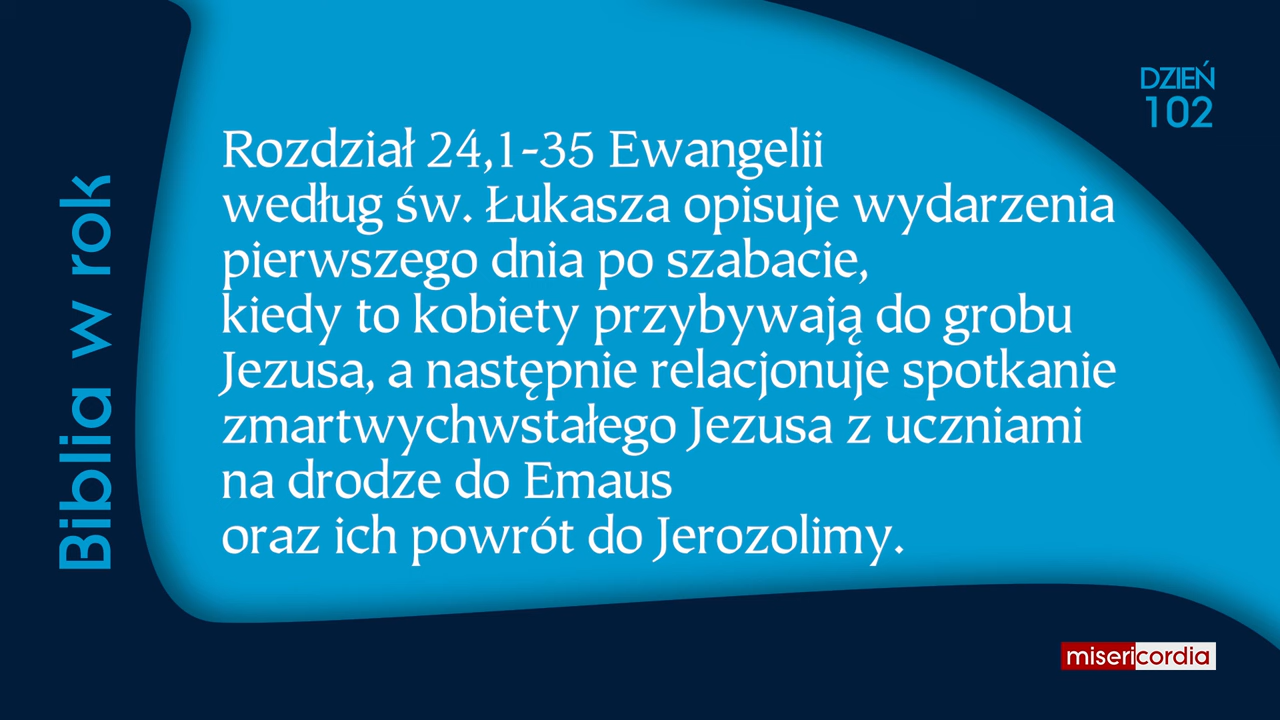 Biblia w rok
DZIEŃ
102
Rozdział 24,1-35 Ewangelii
według św. Łukasza opisuje wydarzenia
pierwszego dnia po szabacie,
kiedy to kobiety przybywają do grobu
Jezusa, a następnie relacjonuje spotkanie
zmartwychwstałego Jezusa z uczniami
na drodze do Emaus
oraz ich powrót do Jerozolimy.
misericordia